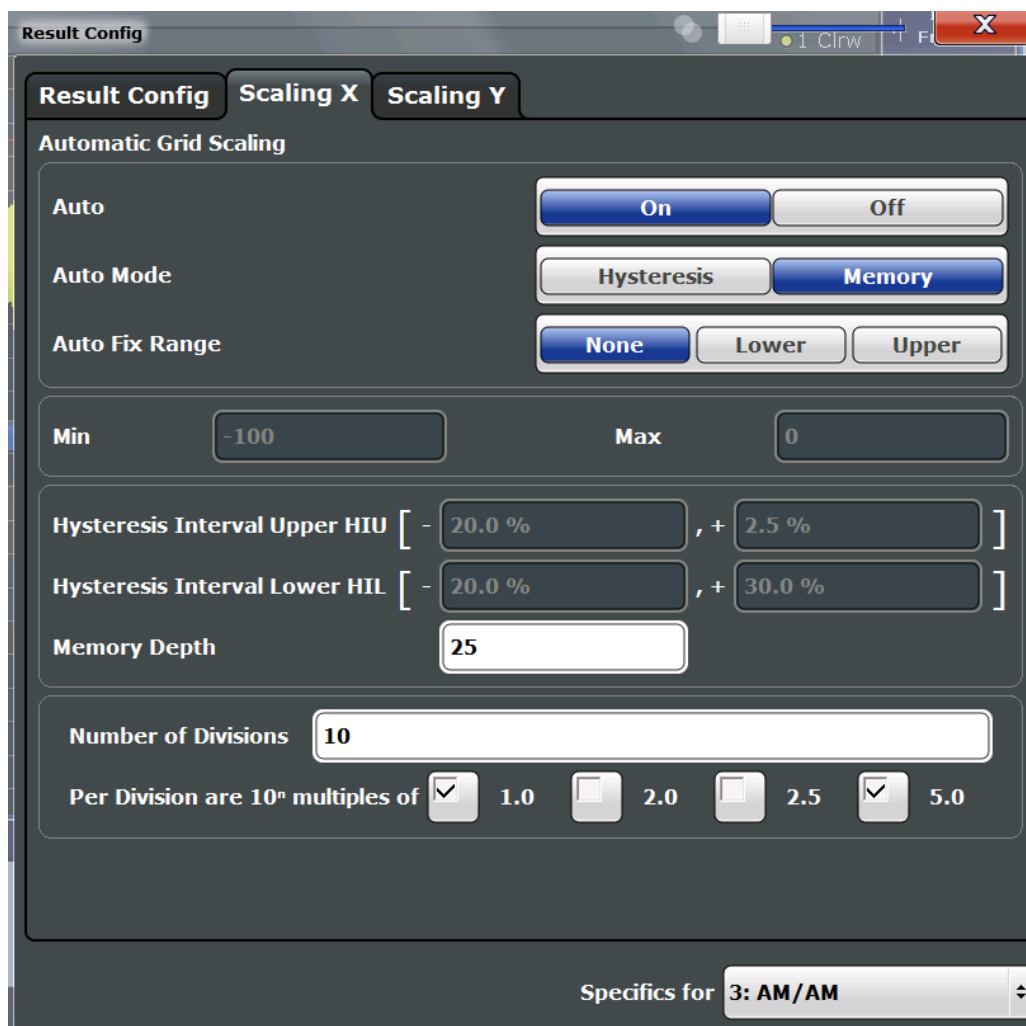 Result Config
1 Clrw
Result Config Scaling X Scaling Y
Automatic Grid Scaling
Auto On Off
Auto Mode Hysteresis Memory
Auto Fix Range None Lower Upper
Min -100 Max 0
Hysteresis Interval Upper HIU [ - 20.0 % , + 2.5 % ]
Hysteresis Interval Lower HIL [ - 20.0 % , + 30.0 % ]
Memory Depth 25
Number of Divisions 10
Per Division are 10ⁿ multiples of 1.0 2.0 2.5 5.0
Specifics for 3: AM/AM